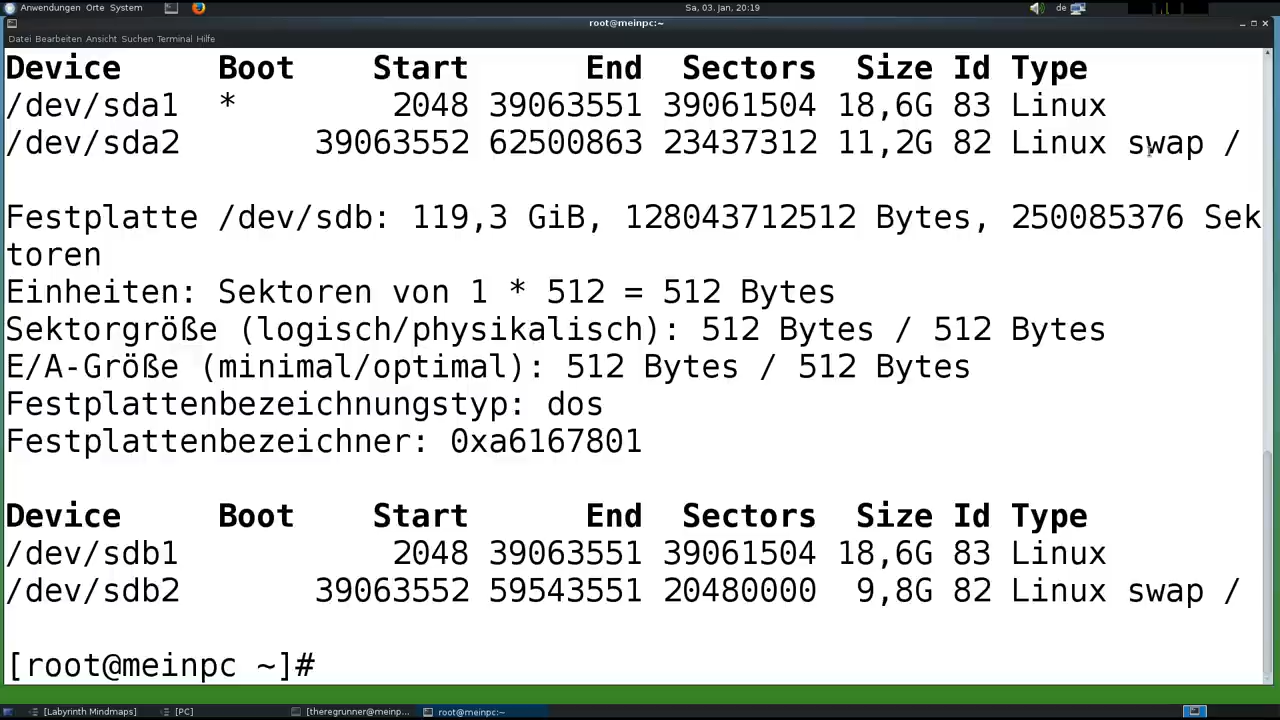 Anwendungen Orte System
Sa, 03. Jan, 20:19
de
root@meinpc:~
Datei Bearbeiten Ansicht Suchen Terminal Hilfe
Device Boot Start End Sectors Size Id Type
/dev/sda1 * 2048 39063551 39061504 18,6G 83 Linux
/dev/sda2 39063552 62500863 23437312 11,2G 82 Linux swap /
Festplatte /dev/sdb: 119,3 GiB, 128043712512 Bytes, 250085376 Sek
toren
Einheiten: Sektoren von 1 * 512 = 512 Bytes
Sektorgröße (logisch/physikalisch): 512 Bytes / 512 Bytes
E/A-Größe (minimal/optimal): 512 Bytes / 512 Bytes
Festplattenbezeichnungstyp: dos
Festplattenbezeichner: 0xa6167801
Device Boot Start End Sectors Size Id Type
/dev/sdb1 2048 39063551 39061504 18,6G 83 Linux
/dev/sdb2 39063552 59543551 20480000 9,8G 82 Linux swap /
[root@meinpc ~]#
[Labyrinth Mindmaps] [PC] [theregrunner@meinp... root@meinpc:~